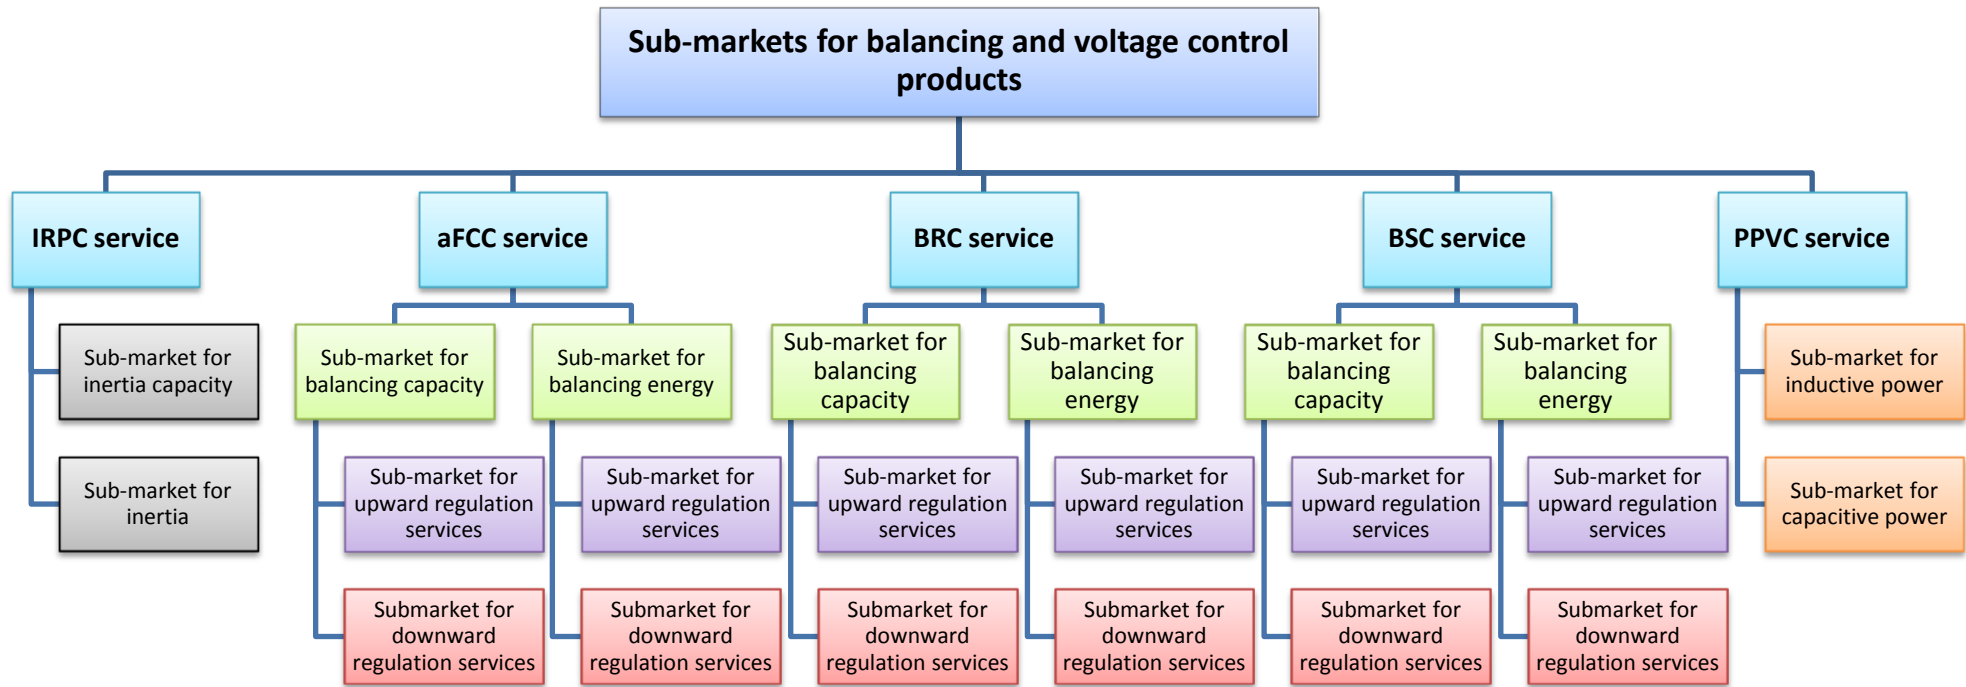 Sub-markets for balancing and voltage control
products
IRPC service
aFCC service
BRC service
BSC service
PPVC service
Sub-market for
inertia capacity
Sub-market for
balancing capacity
Sub-market for
balancing energy
Sub-market for
balancing
capacity
Sub-market for
balancing
energy
Sub-market for
balancing
capacity
Sub-market for
balancing
energy
Sub-market for
inductive power
Sub-market for
inertia
Sub-market for
upward regulation
services
Sub-market for
upward regulation
services
Sub-market for
upward regulation
services
Sub-market for
upward regulation
services
Sub-market for
upward regulation
services
Sub-market for
upward regulation
services
Sub-market for
capacitive power
Submarket for
downward
regulation services
Submarket for
downward
regulation services
Submarket for
downward
regulation services
Submarket for
downward
regulation services
Submarket for
downward
regulation services
Submarket for
downward
regulation services